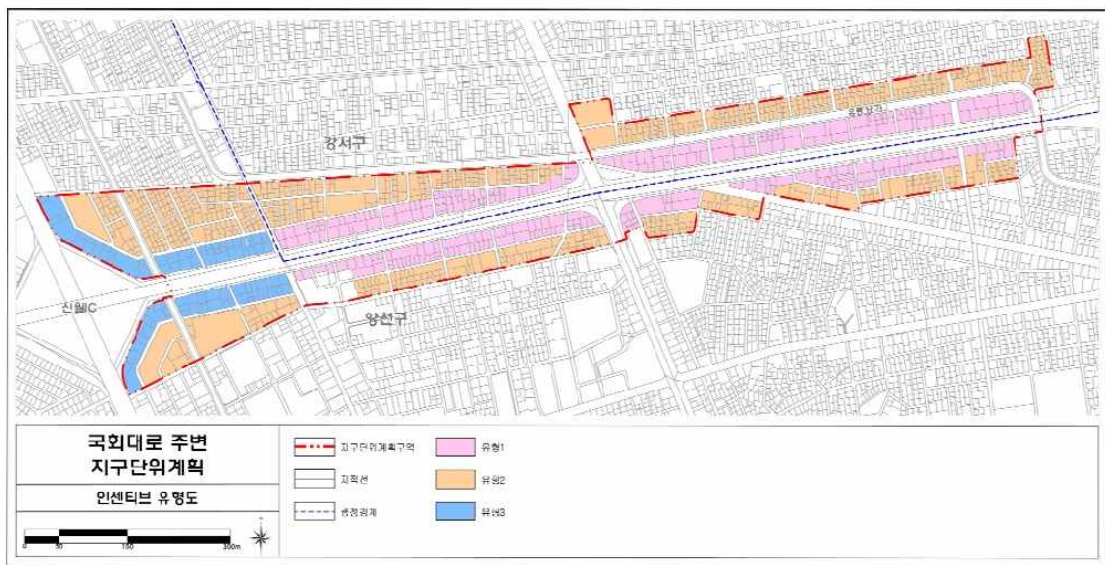 강서구
신월IC
양천구
국회대로 주변
지구단위계획
인센티브 유형도
0 50 150 300m
지구단위계획구역
지적선
행정경계
유형1
유형2
유형3